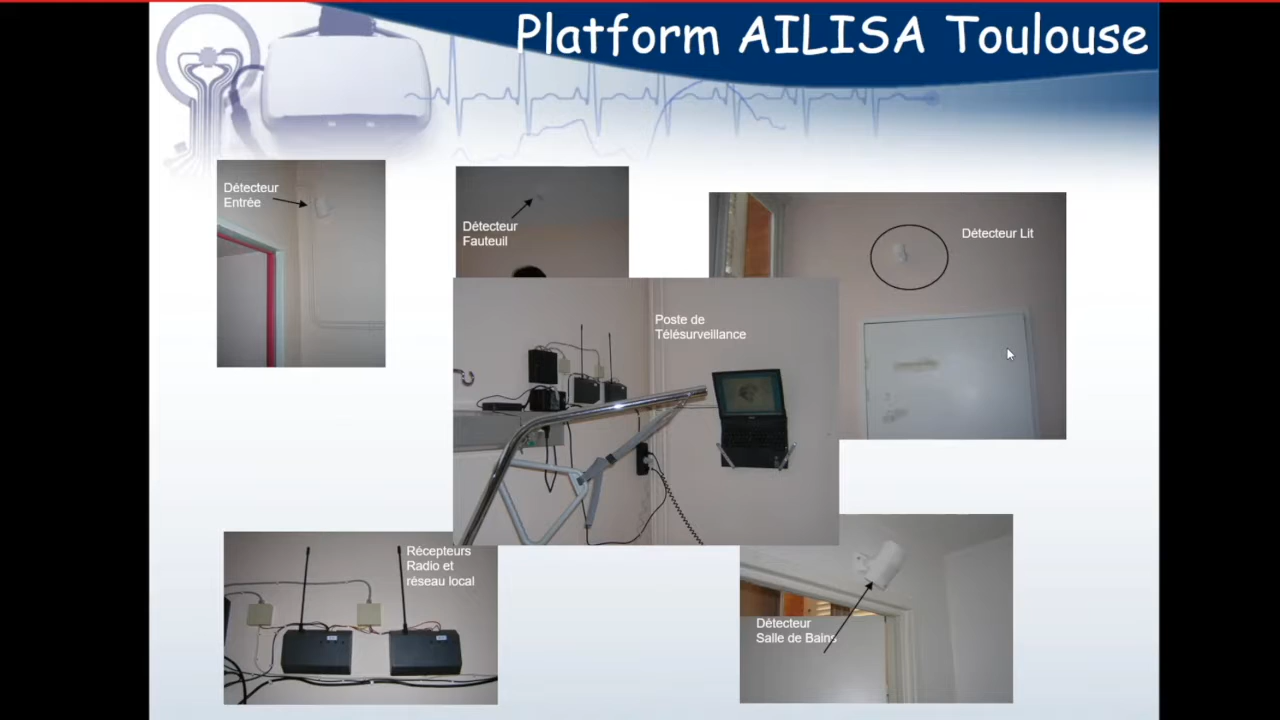 Platform AILISA Toulouse
Détecteur
Entrée
Détecteur
Fauteuil
Détecteur Lit
Poste de
Télésurveillance
Récepteurs
Radio et
réseau local
Détecteur
Salle de Bains